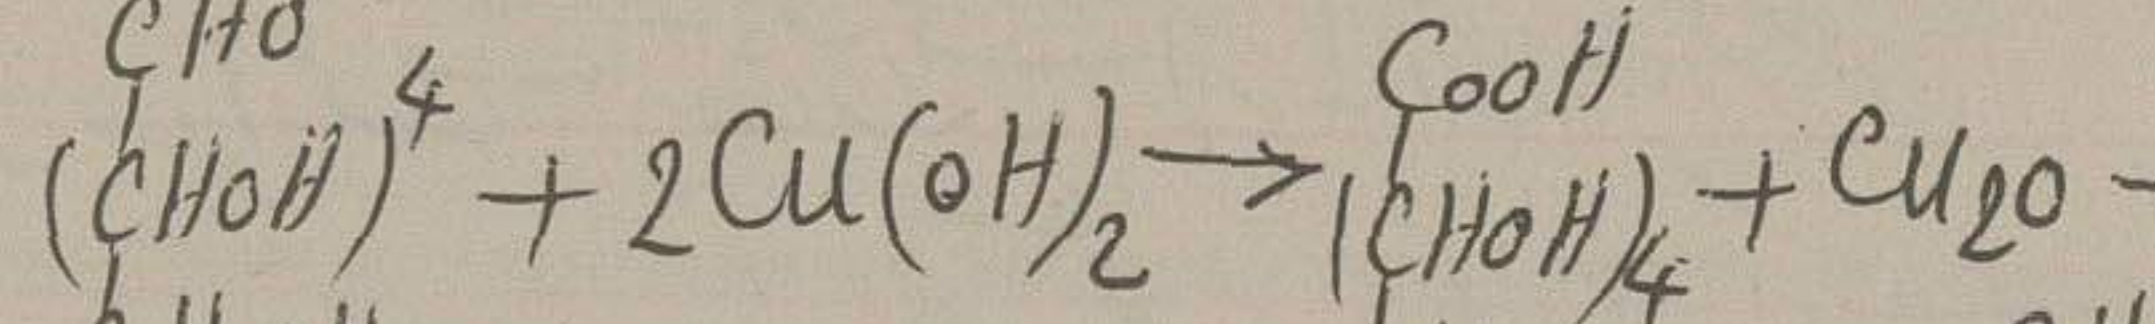 CHO
COOH
(CHOH)4 + 2Cu(OH)2 → (CHOH)4 + Cu2O